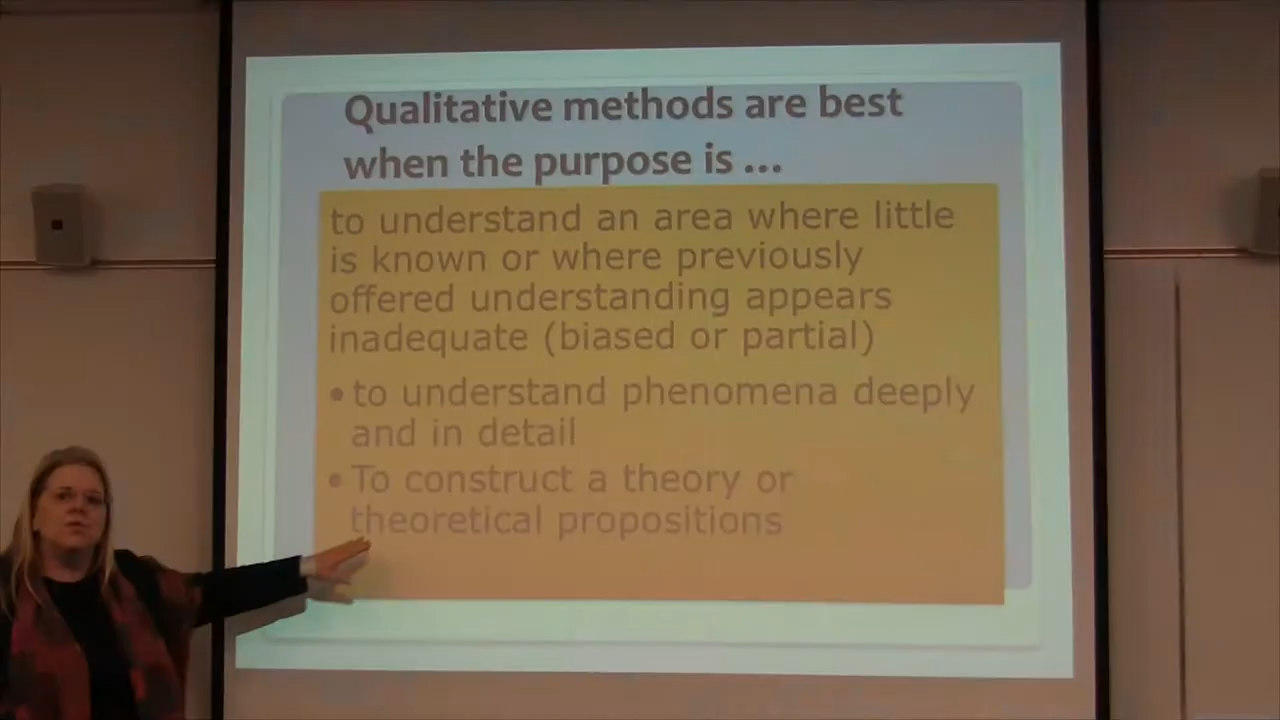 Qualitative methods are best
when the purpose is ...
to understand an area where little
is known or where previously
offered understanding appears
inadequate (biased or partial)
• to understand phenomena deeply
and in detail
• To construct a theory or
theoretical propositions